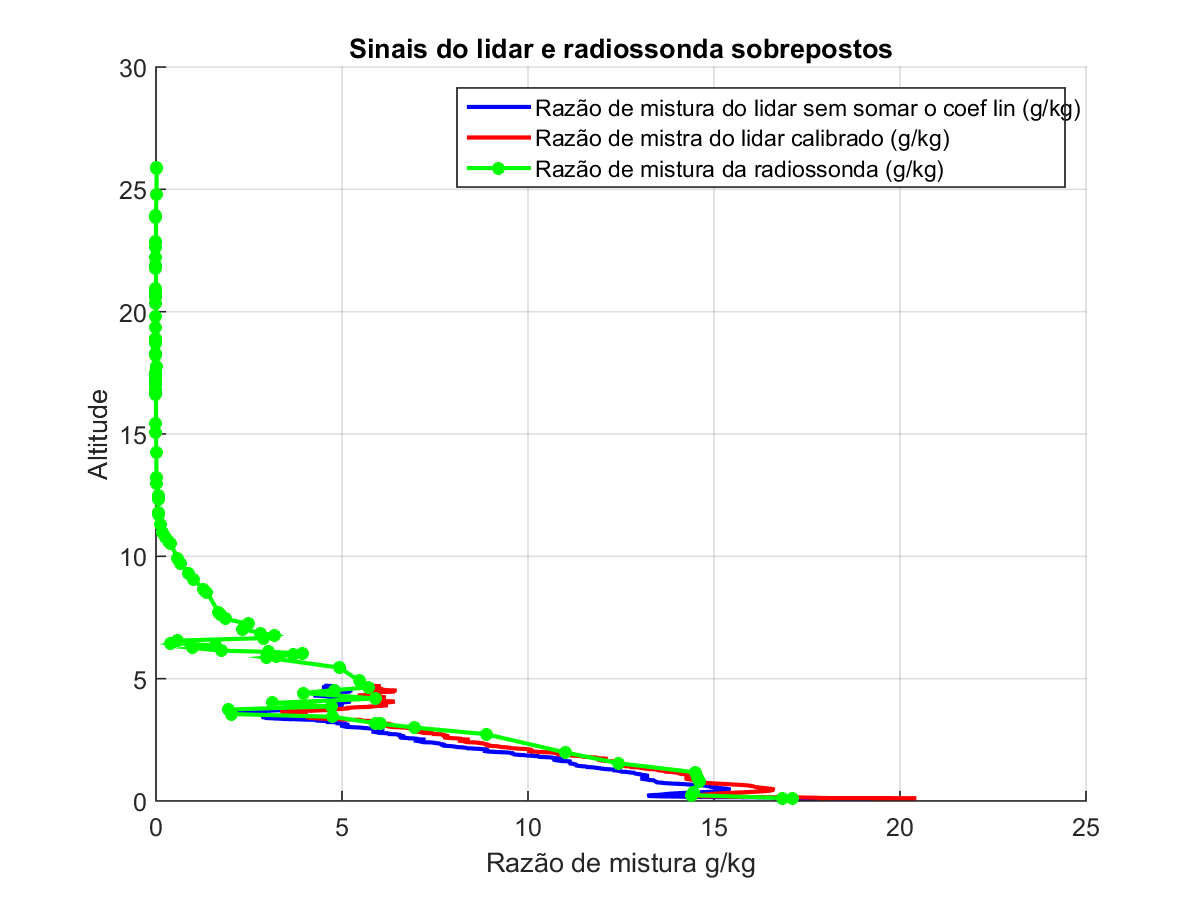 Sinais do lidar e radiossonda sobrepostos
30
Razão de mistura do lidar sem somar o coef lin (g/kg)
Razão de mistra do lidar calibrado (g/kg)
Razão de mistura da radiossonda (g/kg)
25
20
15
10
5
0
Altitude
0 5 10 15 20 25
Razão de mistura g/kg